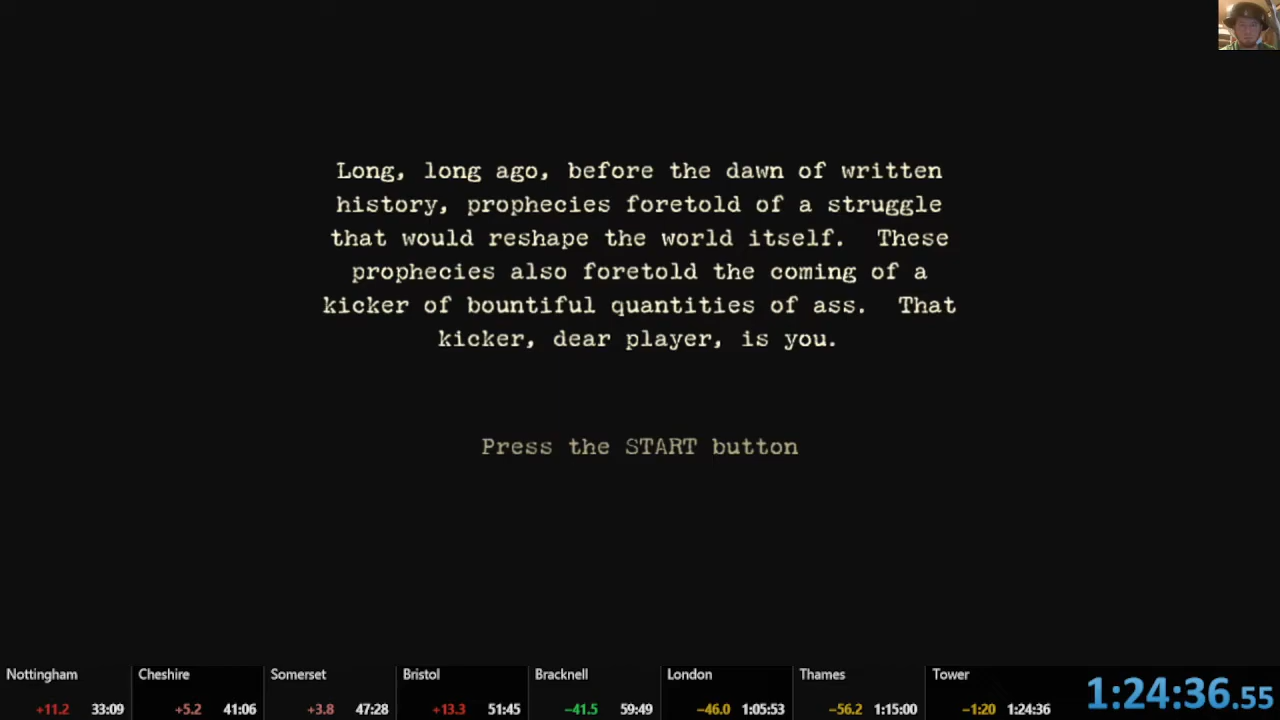 Long, long ago, before the dawn of written
history, prophecies foretold of a struggle
that would reshape the world itself.  These
prophecies also foretold the coming of a
kicker of bountiful quantities of ass.  That
kicker, dear player, is you.
Press the START button
Nottingham Cheshire Somerset Bristol Bracknell London Thames Tower
+11.2 33:09 +5.2 41:06 +3.8 47:28 +13.3 51:45 −41.5 59:49 −46.0 1:05:53 −56.2 1:15:00 −1:20 1:24:36
1:24:36.55